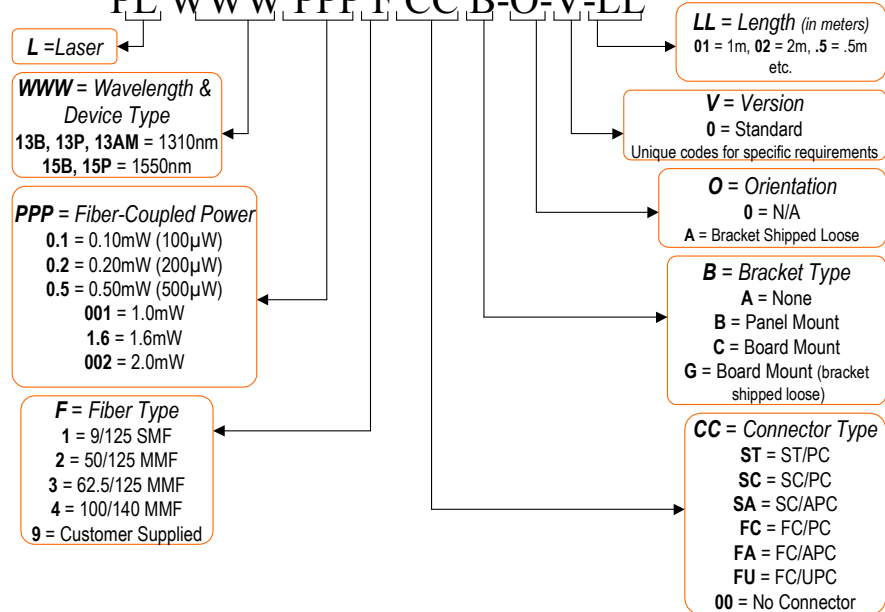 PL WWW PPP F CC B-O-V-LL
L =Laser
WWW = Wavelength &
Device Type
13B, 13P, 13AM = 1310nm
15B, 15P = 1550nm
PPP = Fiber-Coupled Power
0.1 = 0.10mW (100µW)
0.2 = 0.20mW (200µW)
0.5 = 0.50mW (500µW)
001 = 1.0mW
1.6 = 1.6mW
002 = 2.0mW
F = Fiber Type
1 = 9/125 SMF
2 = 50/125 MMF
3 = 62.5/125 MMF
4 = 100/140 MMF
9 = Customer Supplied
LL = Length (in meters)
01 = 1m, 02 = 2m, .5 = .5m
etc.
V = Version
0 = Standard
Unique codes for specific requirements
O = Orientation
0 = N/A
A = Bracket Shipped Loose
B = Bracket Type
A = None
B = Panel Mount
C = Board Mount
G = Board Mount (bracket
shipped loose)
CC = Connector Type
ST = ST/PC
SC = SC/PC
SA = SC/APC
FC = FC/PC
FA = FC/APC
FU = FC/UPC
00 = No Connector